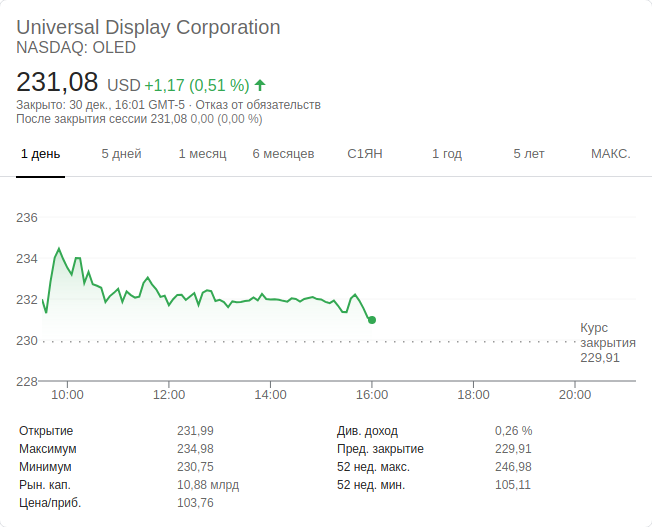 Universal Display Corporation
NASDAQ: OLED
231,08 USD +1,17 (0,51 %)
Закрыто: 30 дек., 16:01 GMT-5 · Отказ от обязательств
После закрытия сессии 231,08 0,00 (0,00 %)
1 день 5 дней 1 месяц 6 месяцев С1ЯН 1 год 5 лет МАКС.
236
234
232
230
228
Курс
закрытия
229,91
10:00 12:00 14:00 16:00 18:00 20:00
Открытие 231,99 Див. доход 0,26 %
Максимум 234,98 Пред. закрытие 229,91
Минимум 230,75 52 нед. макс. 246,98
Рын. кап. 10,88 млрд 52 нед. мин. 105,11
Цена/приб. 103,76